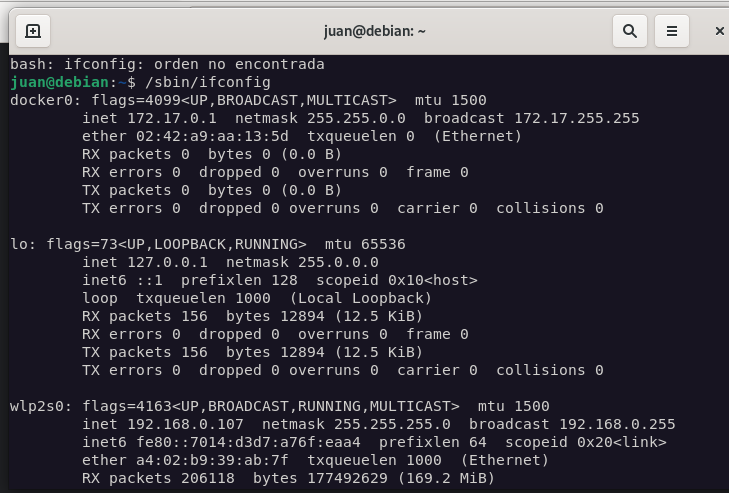 juan@debian: ~
bash: ifconfig: orden no encontrada
juan@debian:~$ /sbin/ifconfig
docker0: flags=4099<UP,BROADCAST,MULTICAST>  mtu 1500
        inet 172.17.0.1  netmask 255.255.0.0  broadcast 172.17.255.255
        ether 02:42:a9:aa:13:5d  txqueuelen 0  (Ethernet)
        RX packets 0  bytes 0 (0.0 B)
        RX errors 0  dropped 0  overruns 0  frame 0
        TX packets 0  bytes 0 (0.0 B)
        TX errors 0  dropped 0 overruns 0  carrier 0  collisions 0
lo: flags=73<UP,LOOPBACK,RUNNING>  mtu 65536
        inet 127.0.0.1  netmask 255.0.0.0
        inet6 ::1  prefixlen 128  scopeid 0x10<host>
        loop  txqueuelen 1000  (Local Loopback)
        RX packets 156  bytes 12894 (12.5 KiB)
        RX errors 0  dropped 0  overruns 0  frame 0
        TX packets 156  bytes 12894 (12.5 KiB)
        TX errors 0  dropped 0 overruns 0  carrier 0  collisions 0
wlp2s0: flags=4163<UP,BROADCAST,RUNNING,MULTICAST>  mtu 1500
        inet 192.168.0.107  netmask 255.255.255.0  broadcast 192.168.0.255
        inet6 fe80::7014:d3d7:a76f:eaa4  prefixlen 64  scopeid 0x20<link>
        ether a4:02:b9:39:ab:7f  txqueuelen 1000  (Ethernet)
        RX packets 206118  bytes 177492629 (169.2 MiB)